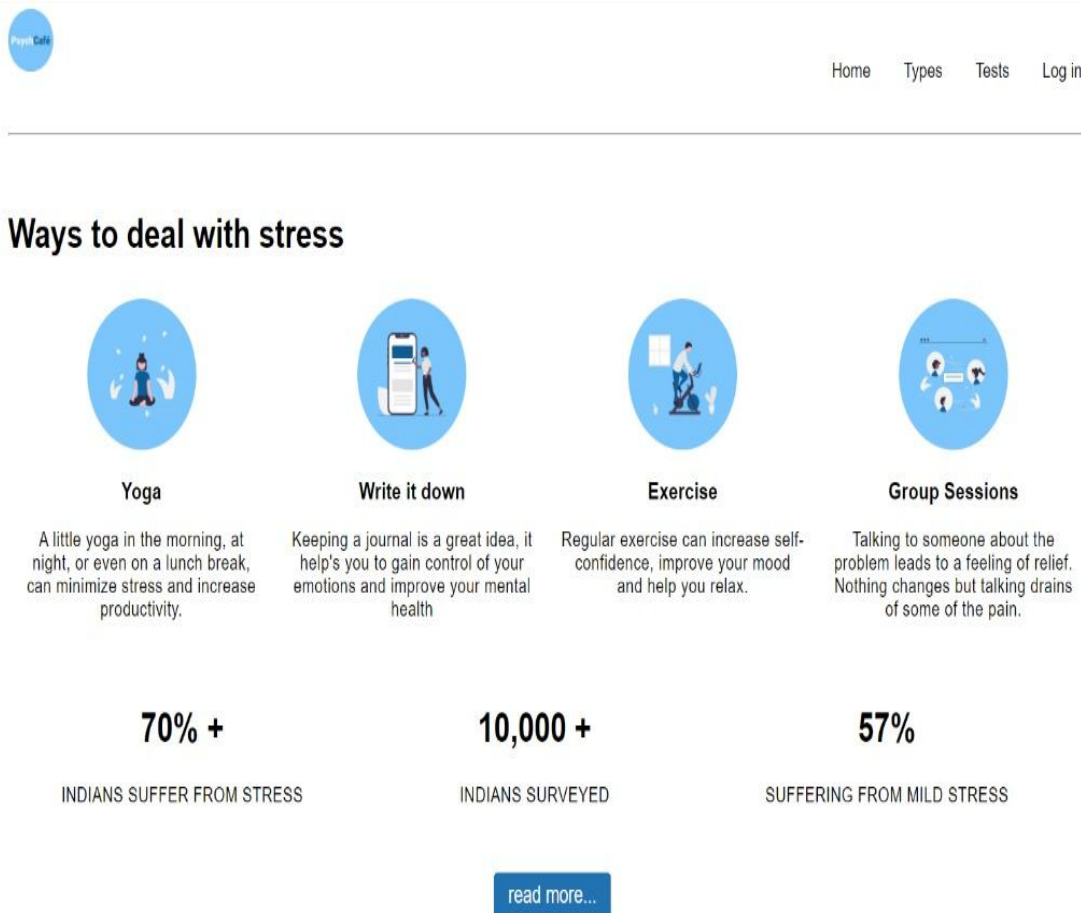 PsychCafé
Home Types Tests Log in
Ways to deal with stress
Yoga
A little yoga in the morning, at
night, or even on a lunch break,
can minimize stress and increase
productivity.
Write it down
Keeping a journal is a great idea, it
help's you to gain control of your
emotions and improve your mental
health
Exercise
Regular exercise can increase self-
confidence, improve your mood
and help you relax.
Group Sessions
Talking to someone about the
problem leads to a feeling of relief.
Nothing changes but talking drains
of some of the pain.
70% +
INDIANS SUFFER FROM STRESS
10,000 +
INDIANS SURVEYED
57%
SUFFERING FROM MILD STRESS
read more...